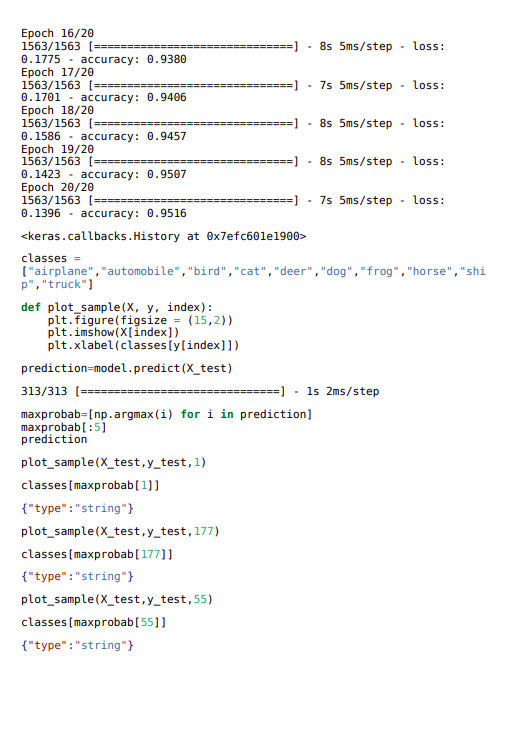 Epoch 16/20
1563/1563 [==============================] - 8s 5ms/step - loss:
0.1775 - accuracy: 0.9380
Epoch 17/20
1563/1563 [==============================] - 7s 5ms/step - loss:
0.1701 - accuracy: 0.9406
Epoch 18/20
1563/1563 [==============================] - 8s 5ms/step - loss:
0.1586 - accuracy: 0.9457
Epoch 19/20
1563/1563 [==============================] - 8s 5ms/step - loss:
0.1423 - accuracy: 0.9507
Epoch 20/20
1563/1563 [==============================] - 7s 5ms/step - loss:
0.1396 - accuracy: 0.9516
<keras.callbacks.History at 0x7efc601e1900>
classes =
["airplane","automobile","bird","cat","deer","dog","frog","horse","shi
p","truck"]
def plot_sample(X, y, index):
    plt.figure(figsize = (15,2))
    plt.imshow(X[index])
    plt.xlabel(classes[y[index]])
prediction=model.predict(X_test)
313/313 [==============================] - 1s 2ms/step
maxprobab=[np.argmax(i) for i in prediction]
maxprobab[:5]
prediction
plot_sample(X_test,y_test,1)
classes[maxprobab[1]]
{"type":"string"}
plot_sample(X_test,y_test,177)
classes[maxprobab[177]]
{"type":"string"}
plot_sample(X_test,y_test,55)
classes[maxprobab[55]]
{"type":"string"}